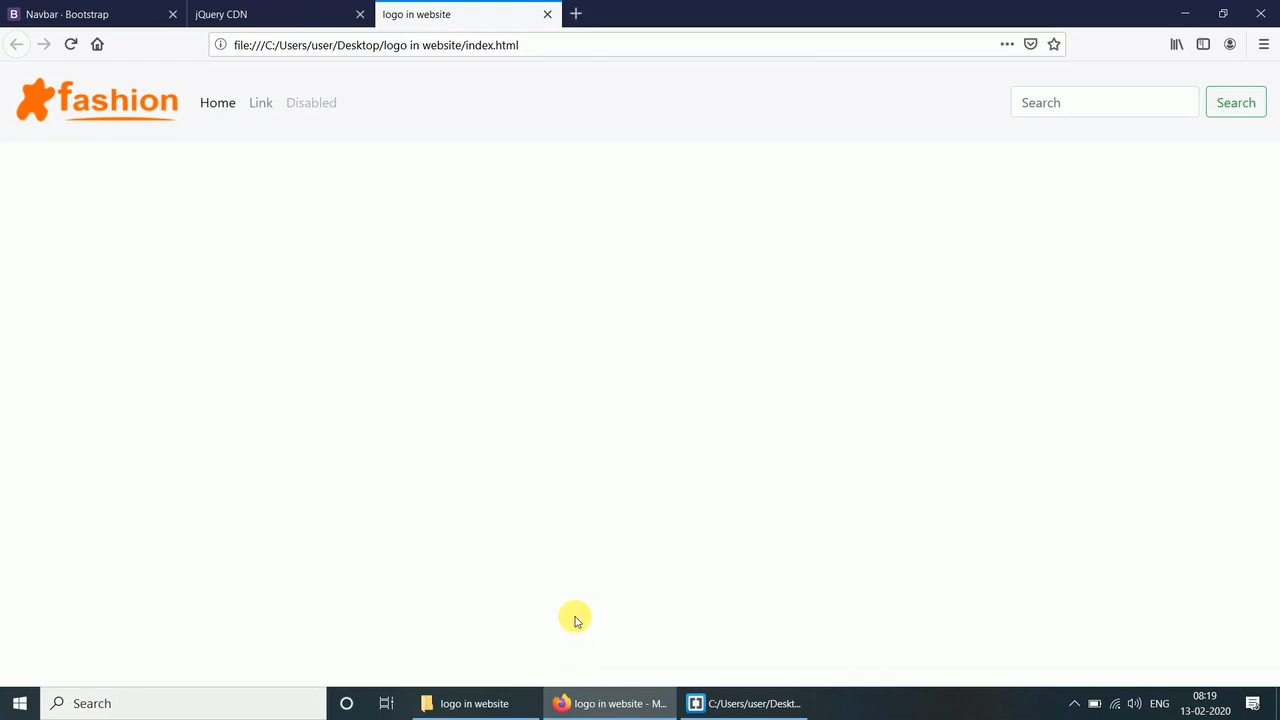 Navbar · Bootstrap
jQuery CDN
logo in website
file:///C:/Users/user/Desktop/logo in website/index.html
fashion
Home
Link
Disabled
Search
Search
Search
logo in website
logo in website - M...
C:/Users/user/Deskt...
ENG
08:19
13-02-2020